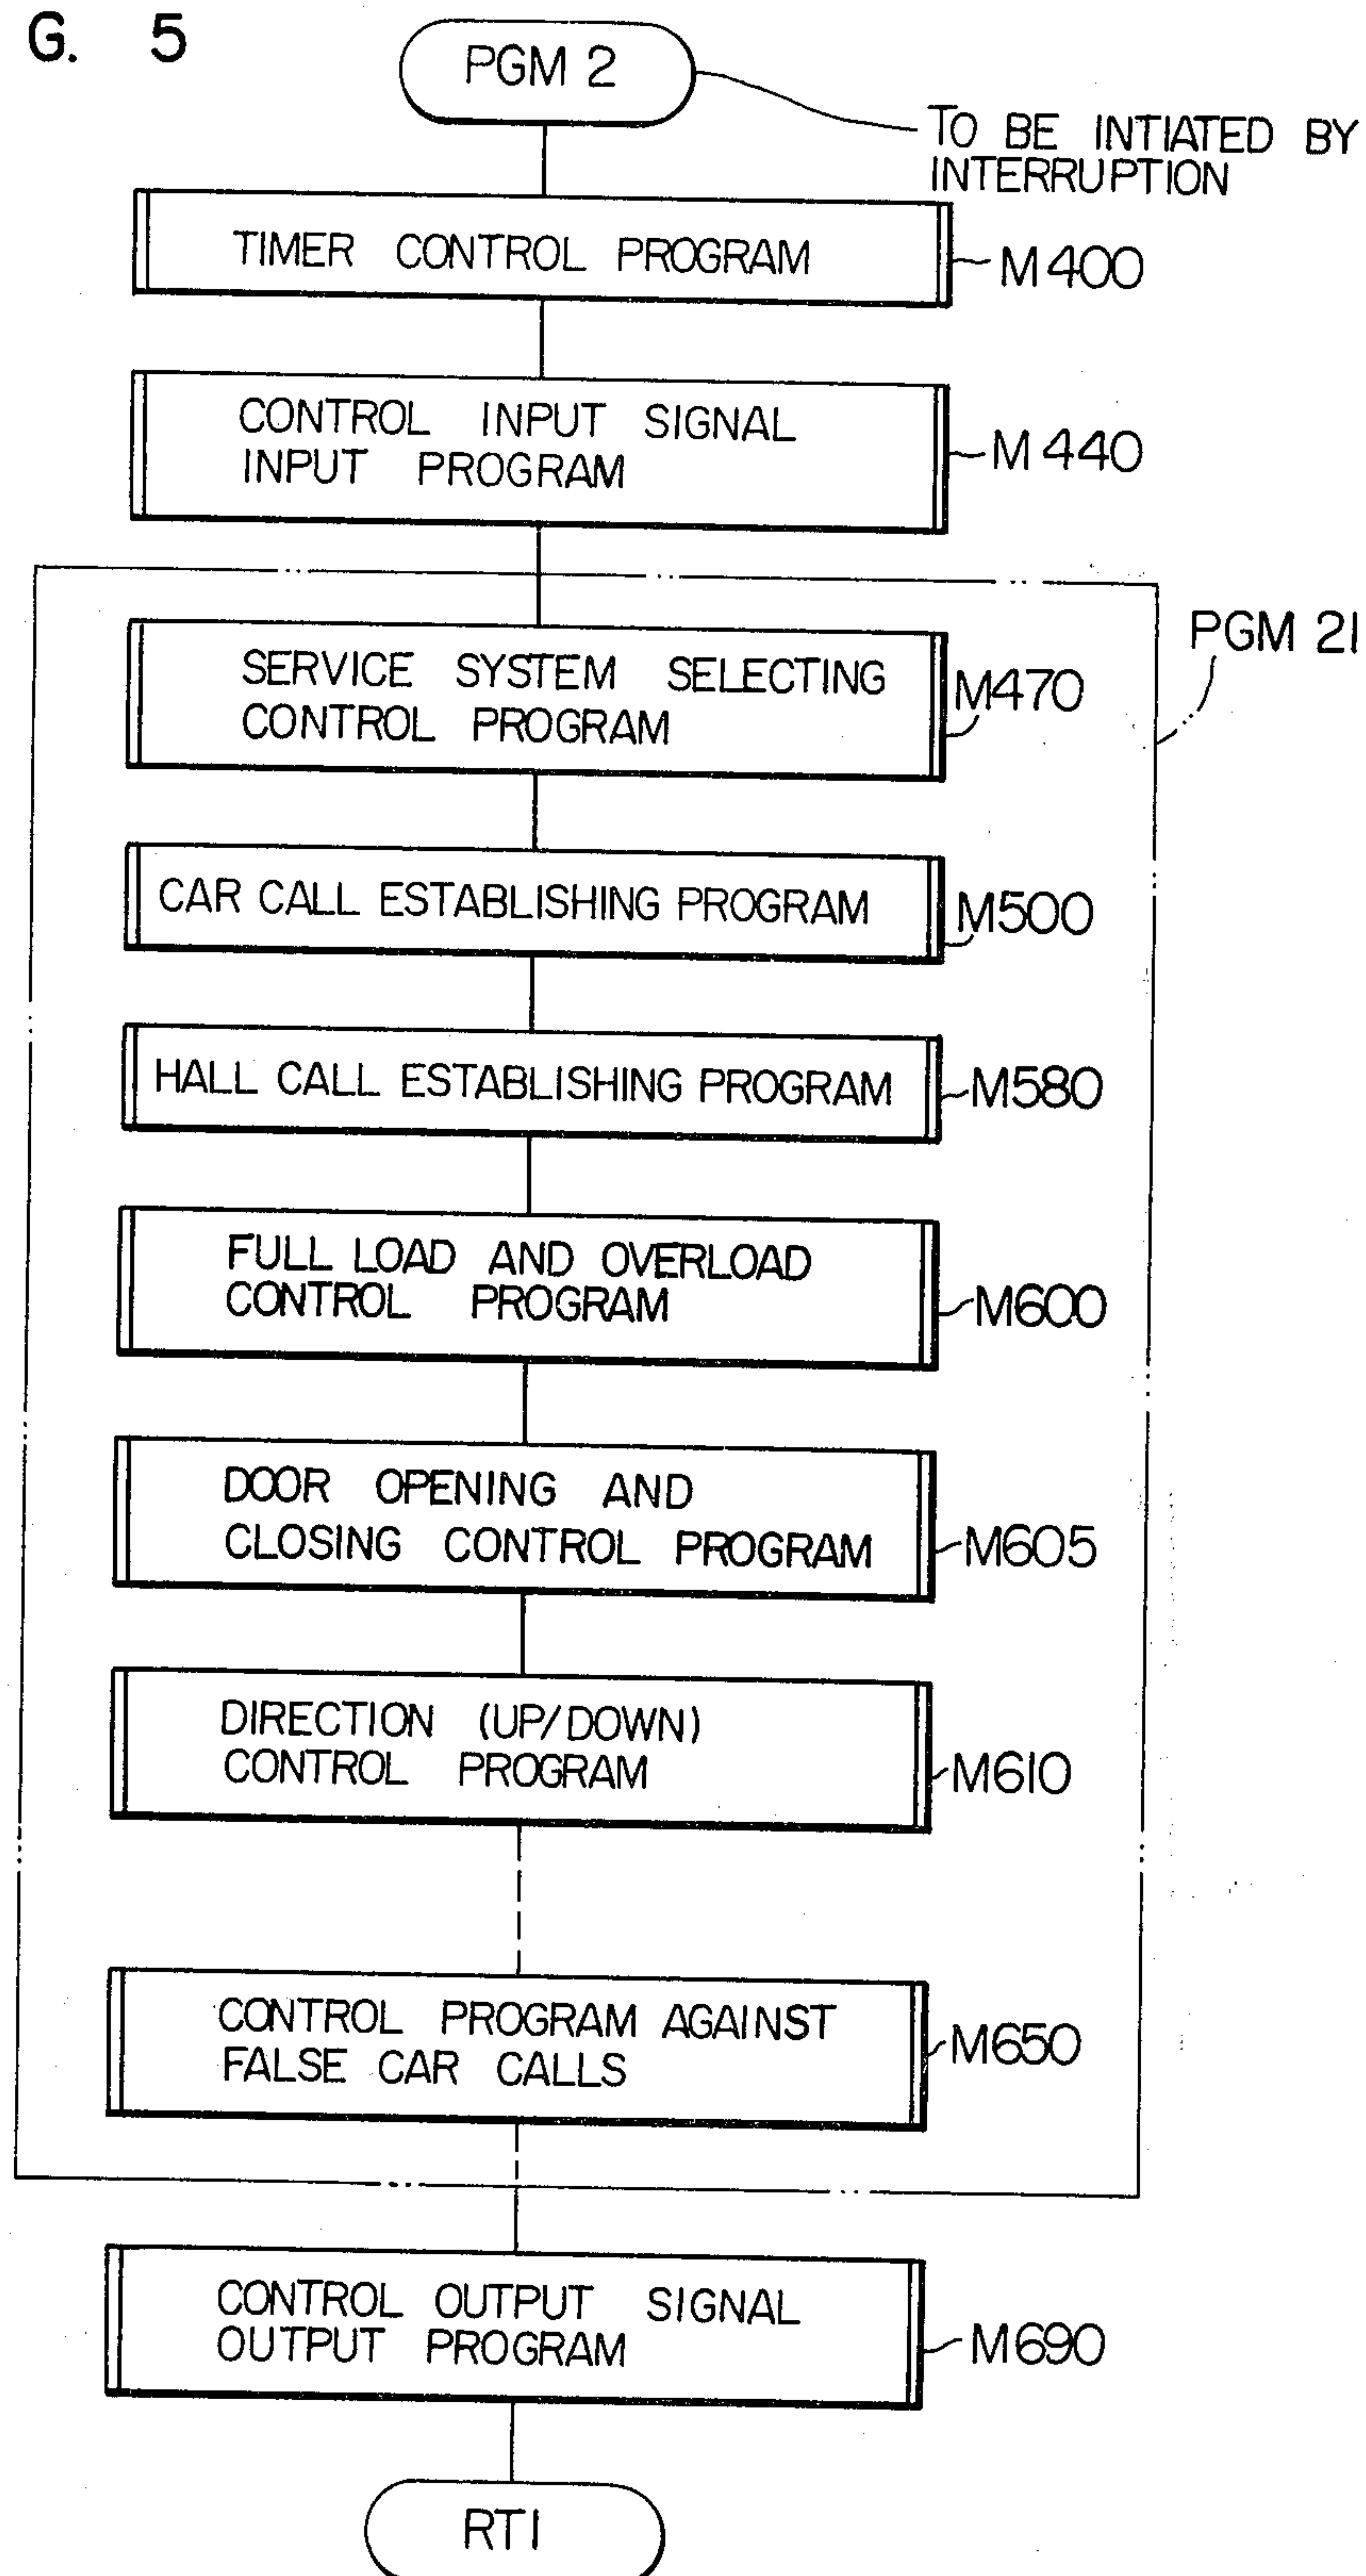 G. 5
PGM 2
TO BE INTIATED BY
INTERRUPTION
TIMER CONTROL PROGRAM
M400
CONTROL INPUT SIGNAL
INPUT PROGRAM
M440
PGM 21
SERVICE SYSTEM SELECTING
CONTROL PROGRAM
M470
CAR CALL ESTABLISHING PROGRAM
M500
HALL CALL ESTABLISHING PROGRAM
M580
FULL LOAD AND OVERLOAD
CONTROL PROGRAM
M600
DOOR OPENING AND
CLOSING CONTROL PROGRAM
M605
DIRECTION (UP/DOWN)
CONTROL PROGRAM
M610
CONTROL PROGRAM AGAINST
FALSE CAR CALLS
M650
CONTROL OUTPUT SIGNAL
OUTPUT PROGRAM
M690
RTI